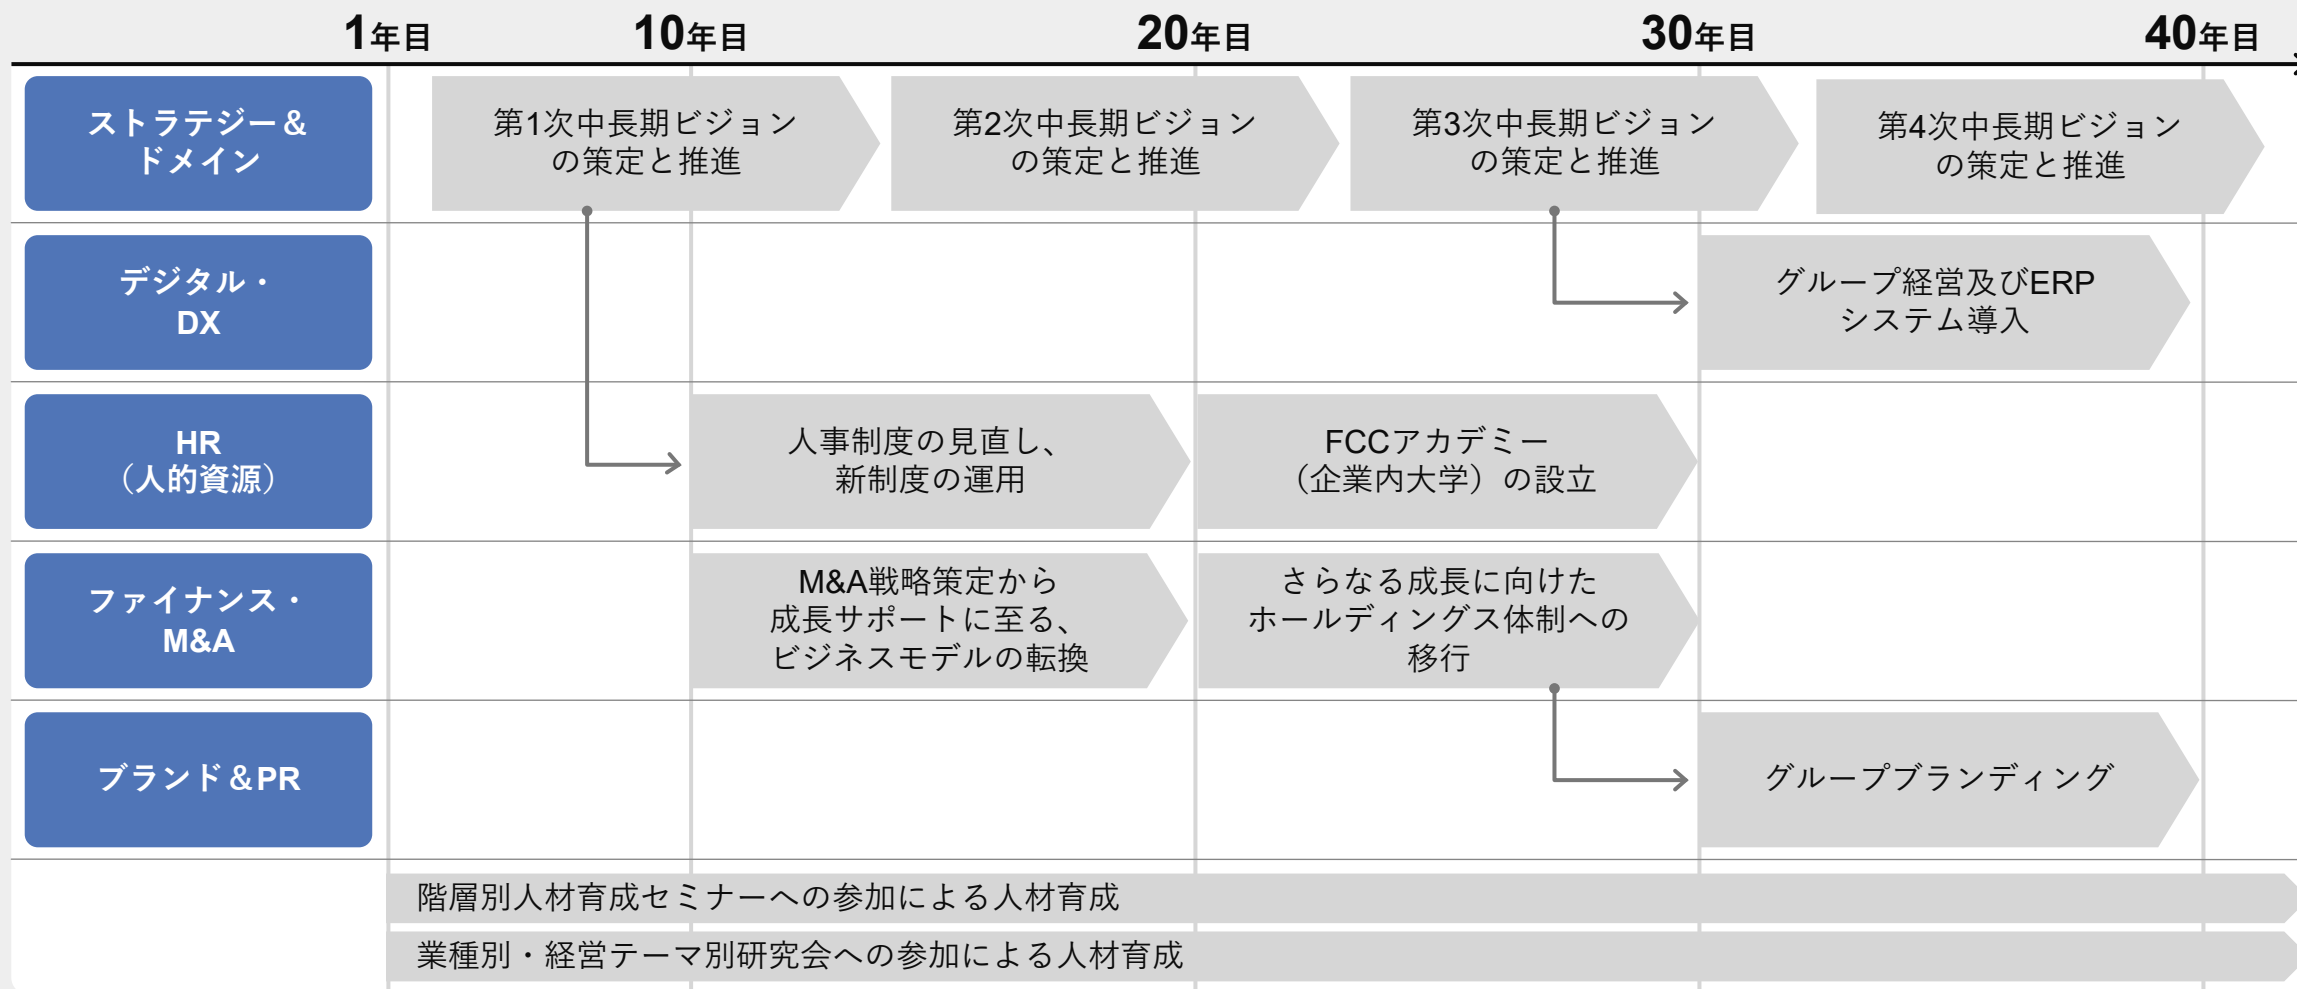 1年目 10年目 20年目 30年目 40年目
ストラテジー＆
ドメイン
第1次中長期ビジョン
の策定と推進
第2次中長期ビジョン
の策定と推進
第3次中長期ビジョン
の策定と推進
第4次中長期ビジョン
の策定と推進
デジタル・
DX
グループ経営及びERP
システム導入
HR
（人的資源）
人事制度の見直し、
新制度の運用
FCCアカデミー
（企業内大学）の設立
ファイナンス・
M&A
M&A戦略策定から
成長サポートに至る、
ビジネスモデルの転換
さらなる成長に向けた
ホールディングス体制への
移行
ブランド＆PR
グループブランディング
階層別人材育成セミナーへの参加による人材育成
業種別・経営テーマ別研究会への参加による人材育成